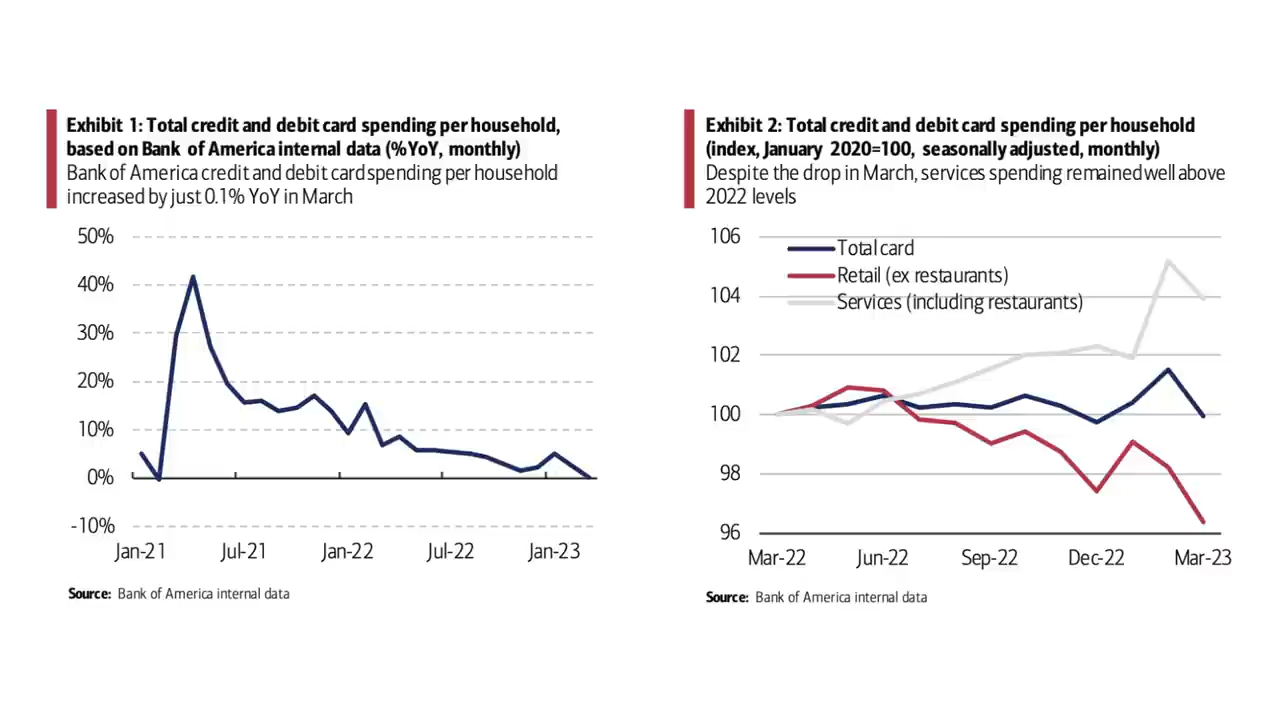 Exhibit 1: Total credit and debit card spending per household,
based on Bank of America internal data (%YoY, monthly)
Bank of America credit and debit card spending per household
increased by just 0.1% YoY in March
50%
40%
30%
20%
10%
0%
-10%
Jan-21
Jul-21
Jan-22
Jul-22
Jan-23
Source: Bank of America internal data
Exhibit 2: Total credit and debit card spending per household
(index, January 2020=100, seasonally adjusted, monthly)
Despite the drop in March, services spending remained well above
2022 levels
106
104
102
100
98
96
Total card
Retail (ex restaurants)
Services (including restaurants)
Mar-22
Jun-22
Sep-22
Dec-22
Mar-23
Source: Bank of America internal data